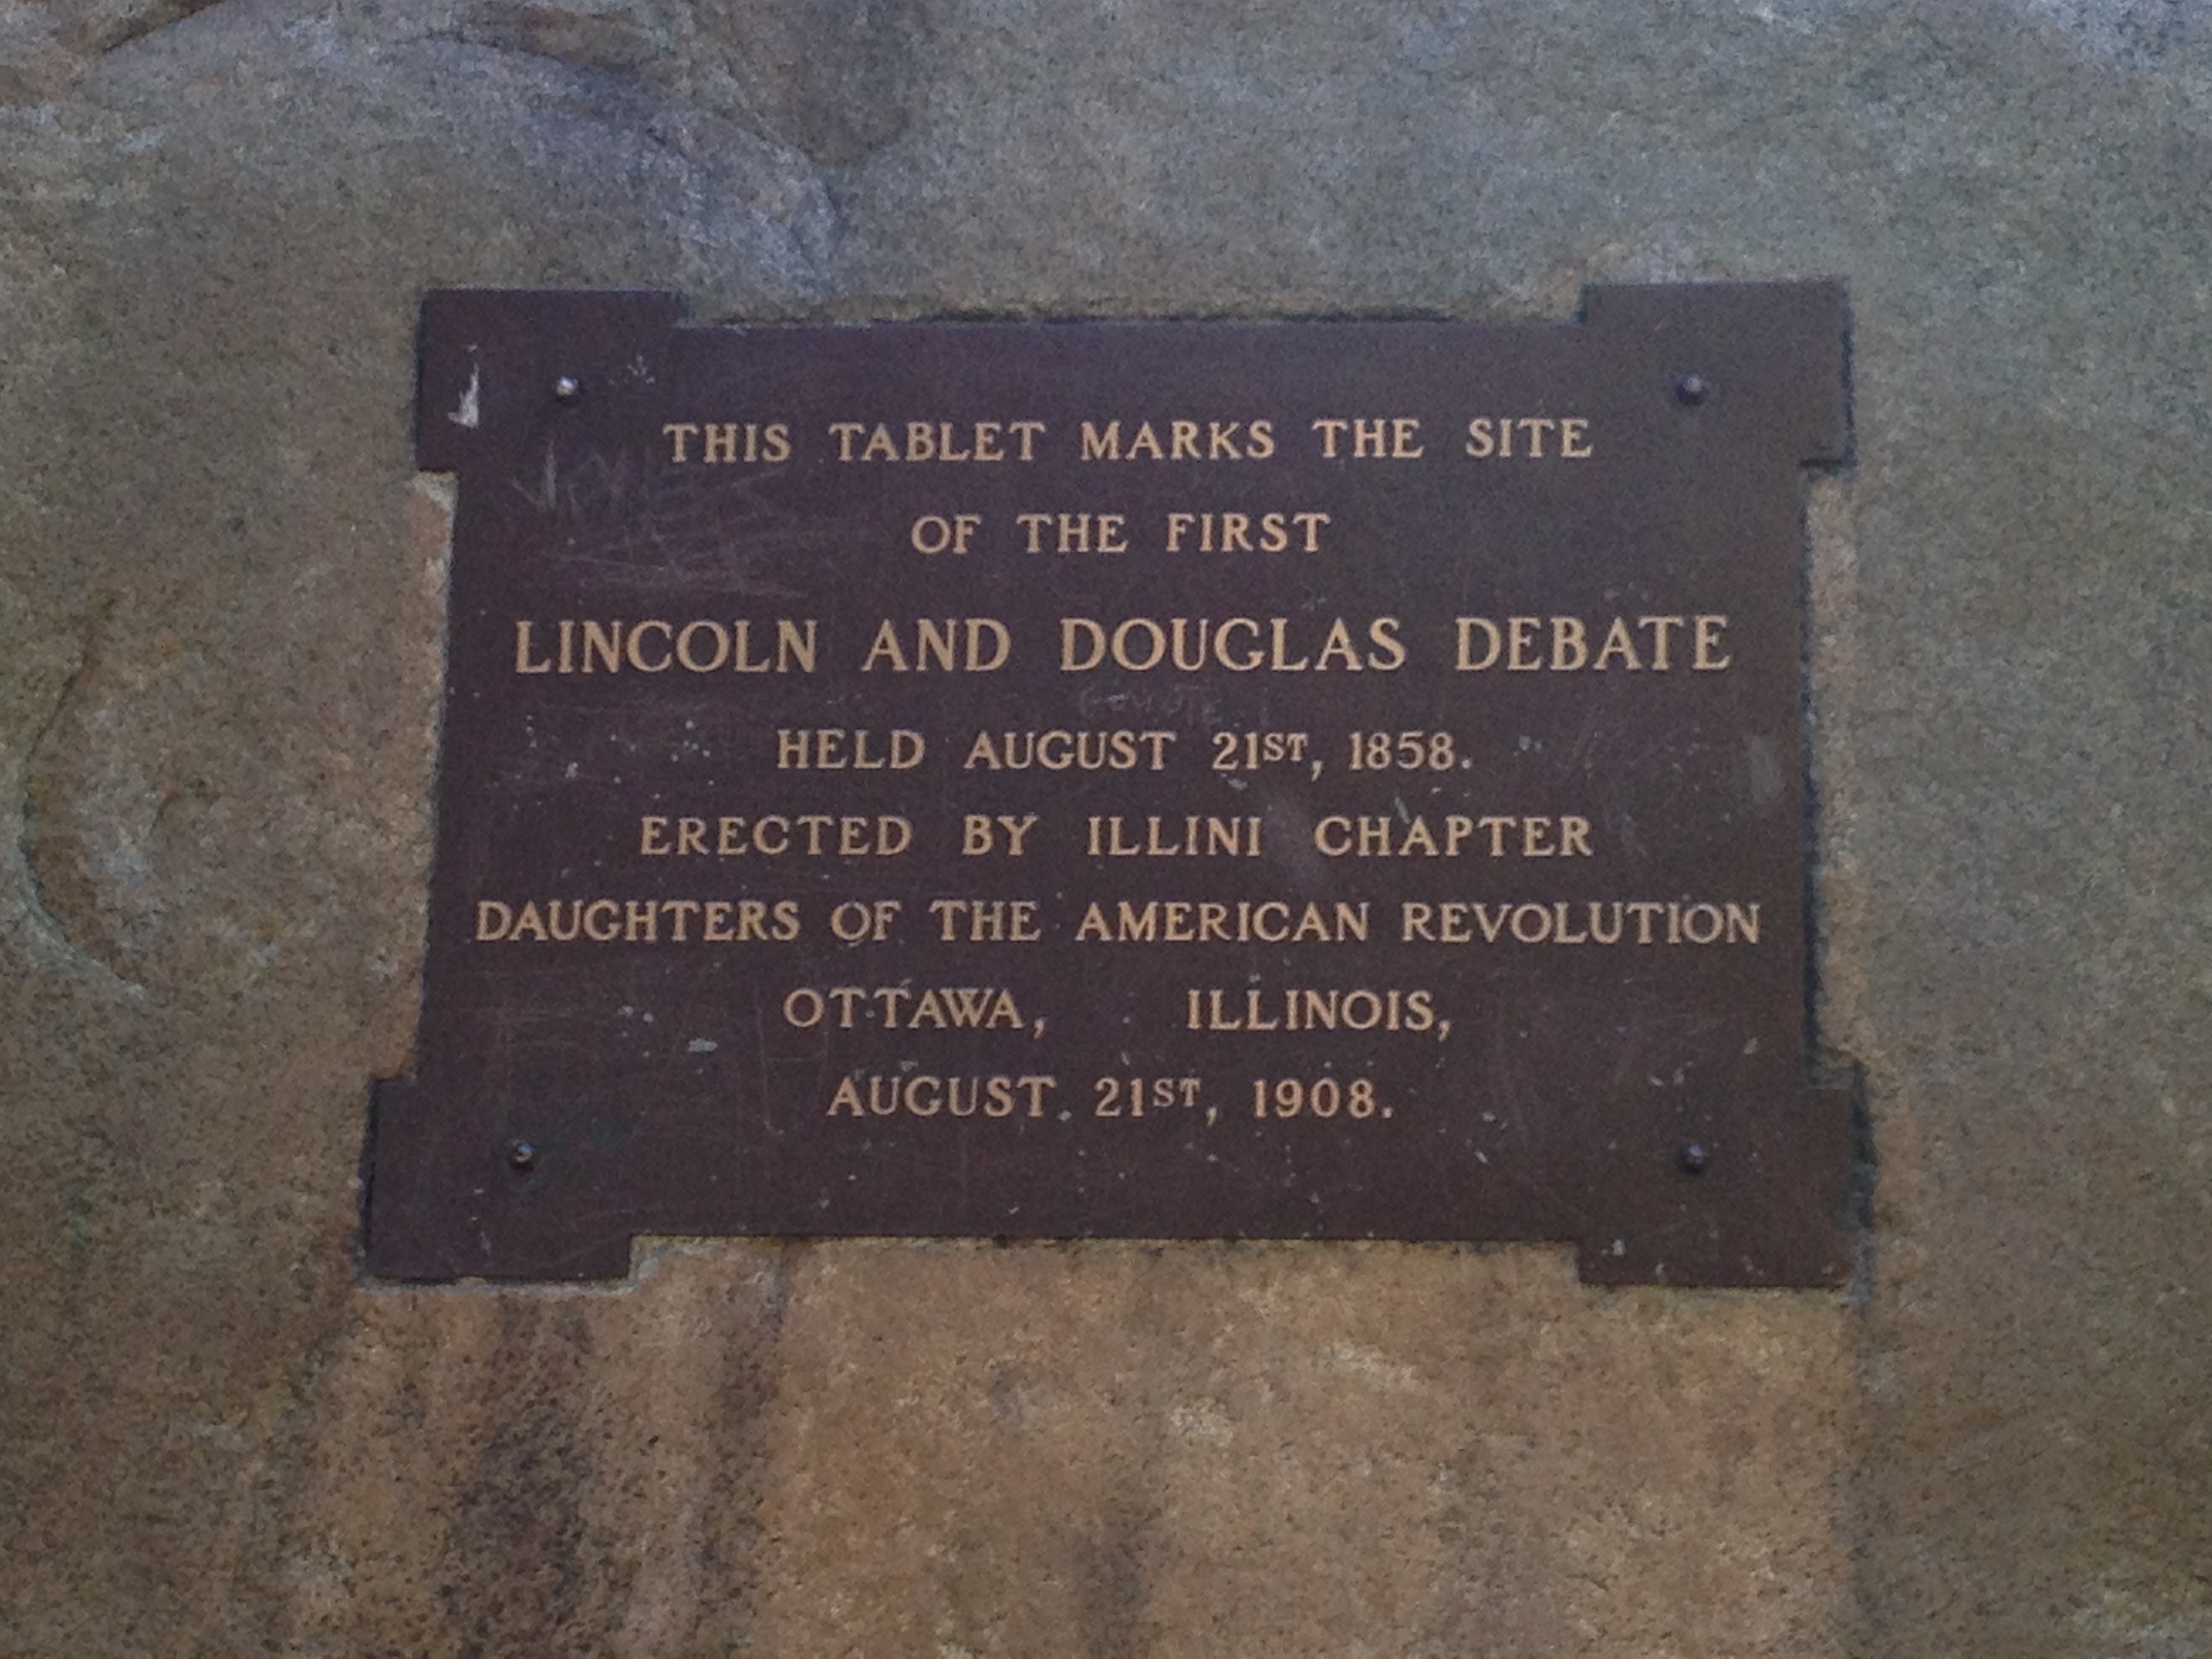 THIS TABLET MARKS THE SITE
OF THE FIRST
LINCOLN AND DOUGLAS DEBATE
HELD AUGUST 21ST, 1858.
ERECTED BY ILLINI CHAPTER
DAUGHTERS OF THE AMERICAN REVOLUTION
OTTAWA, ILLINOIS,
AUGUST 21ST, 1908.